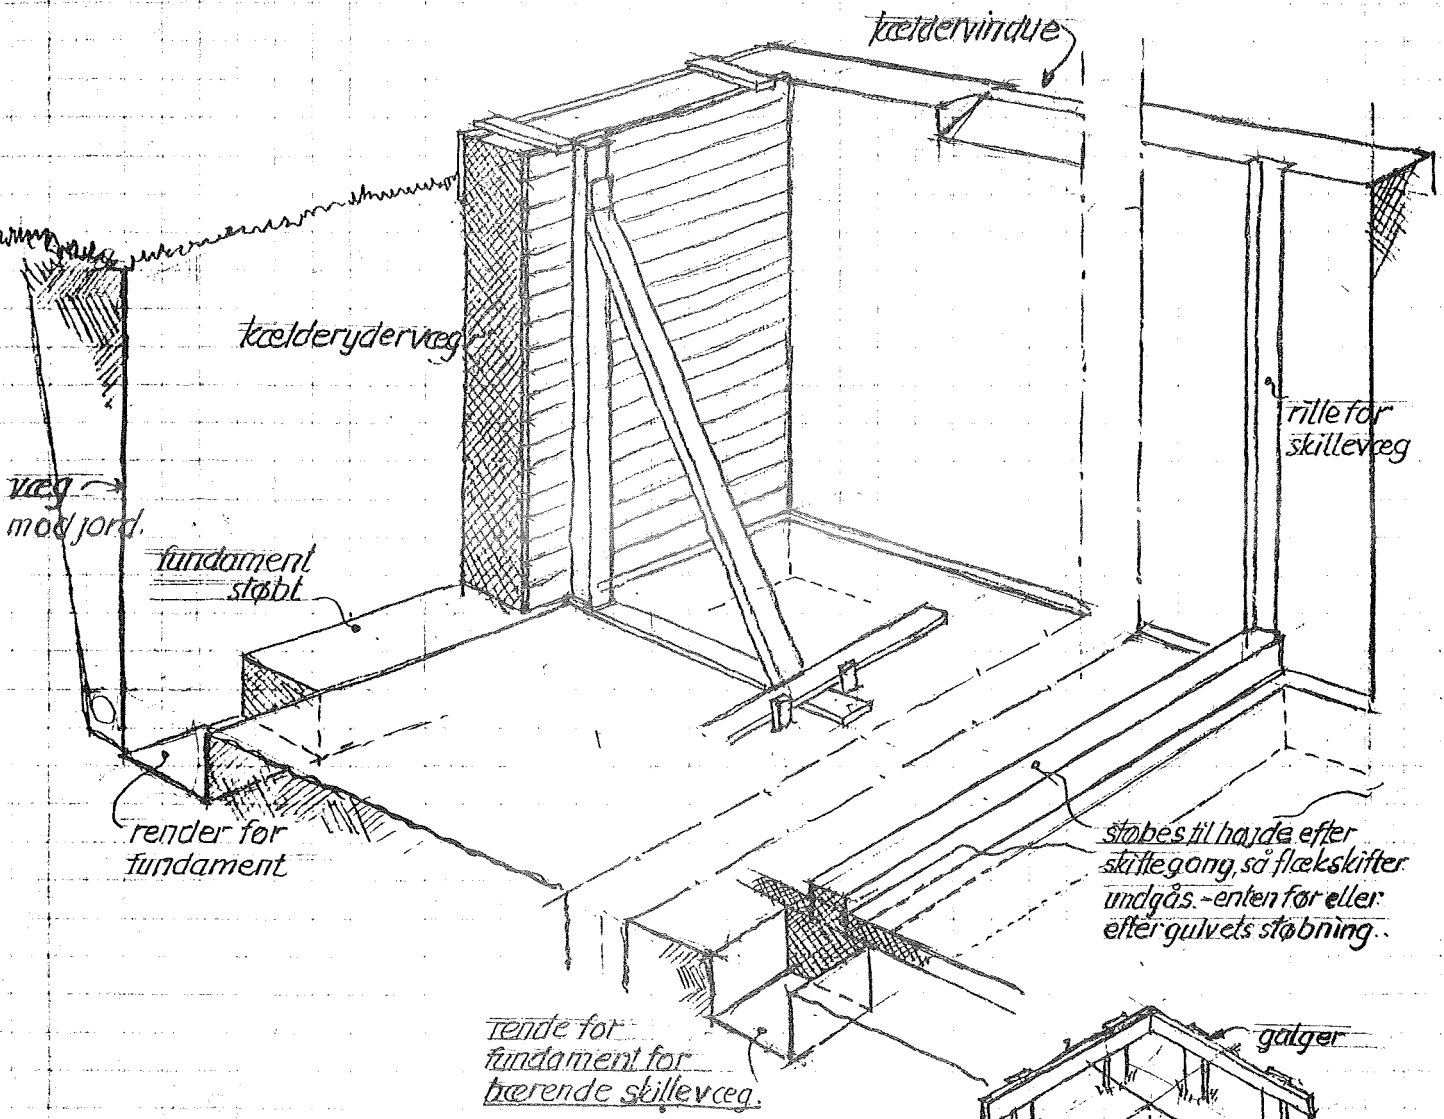 kældervindue
kælderydervæg
rille for
skillevæg
væg
mod jord.
fundament
støbt
render for
fundament
støbes til højde efter
skiftegang, så flækskifter
undgås. - enten før eller
efter gulvets støbning..
rende for
fundament for
bærende skillevæg.
galger